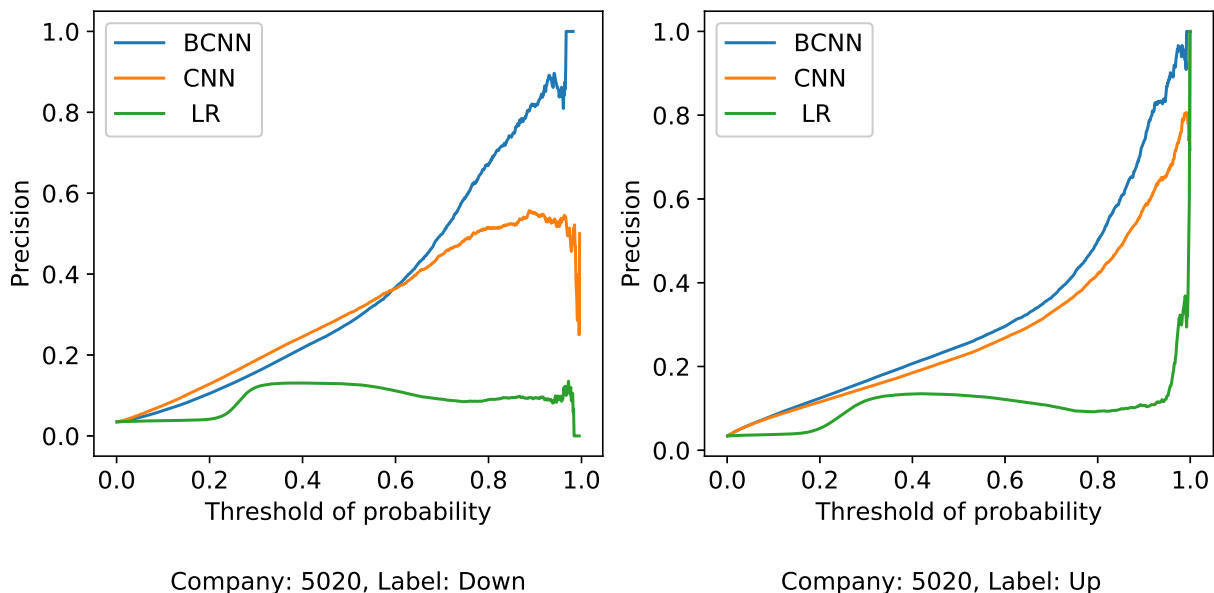 BCNN
CNN
LR
Precision
1.0
0.8
0.6
0.4
0.2
0.0
0.0 0.2 0.4 0.6 0.8 1.0
Threshold of probability
Company: 5020, Label: Down
BCNN
CNN
LR
Precision
1.0
0.8
0.6
0.4
0.2
0.0
0.0 0.2 0.4 0.6 0.8 1.0
Threshold of probability
Company: 5020, Label: Up